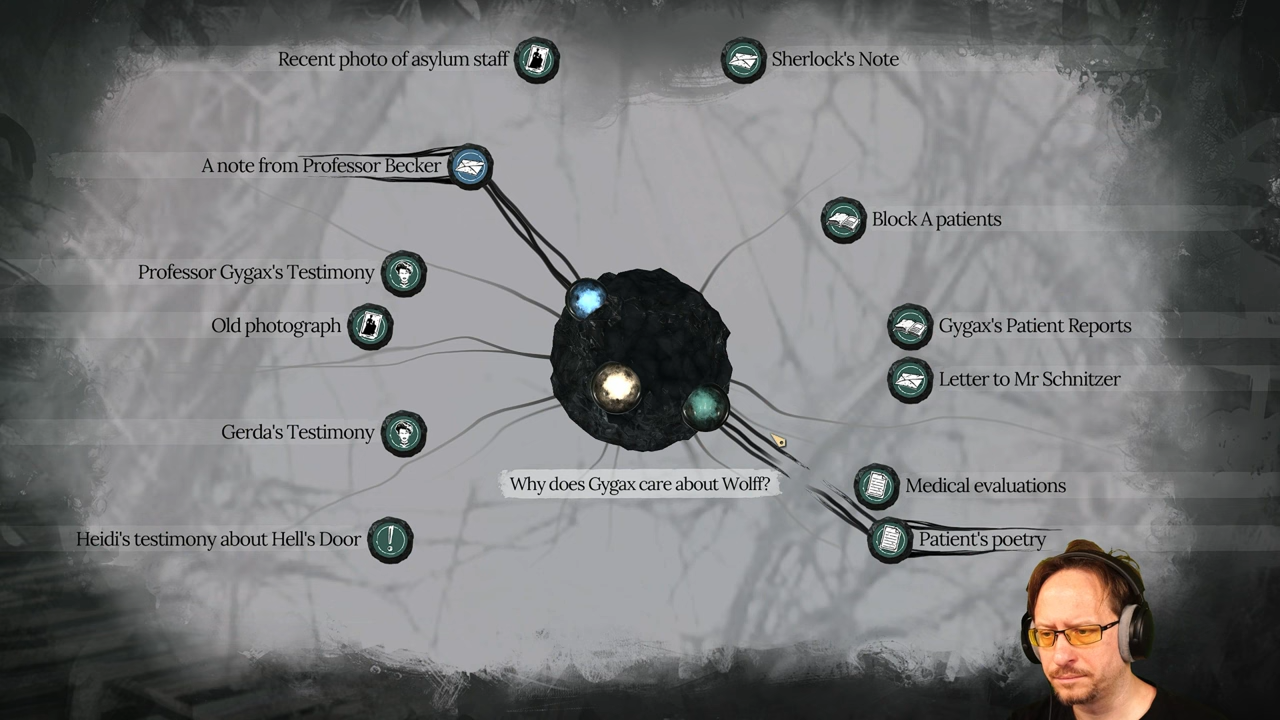 Recent photo of asylum staff
Sherlock's Note
A note from Professor Becker
Block A patients
Professor Gygax's Testimony
Old photograph
Gygax's Patient Reports
Letter to Mr Schnitzer
Gerda's Testimony
Why does Gygax care about Wolff?
Medical evaluations
Heidi's testimony about Hell's Door
Patient's poetry